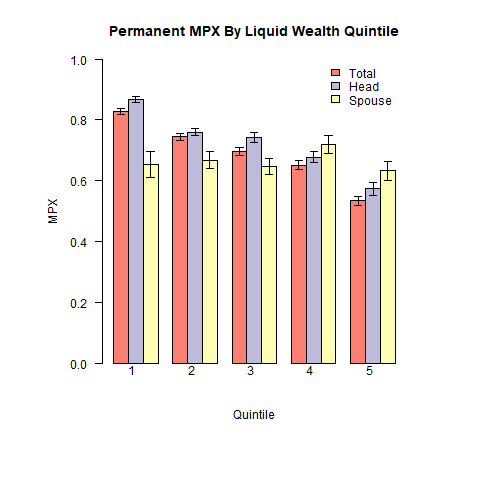 Permanent MPX By Liquid Wealth Quintile
Total
Head
Spouse
MPX
1.0
0.8
0.6
0.4
0.2
0.0
1 2 3 4 5
Quintile